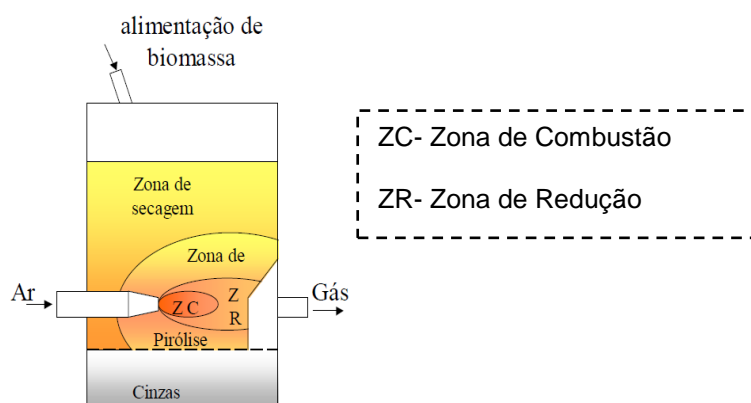 alimentação de
biomassa
ZC- Zona de Combustão
ZR- Zona de Redução
Zona de
secagem
Zona de
Ar
Z C
Z
R
Gás
Pirólise
Cinzas